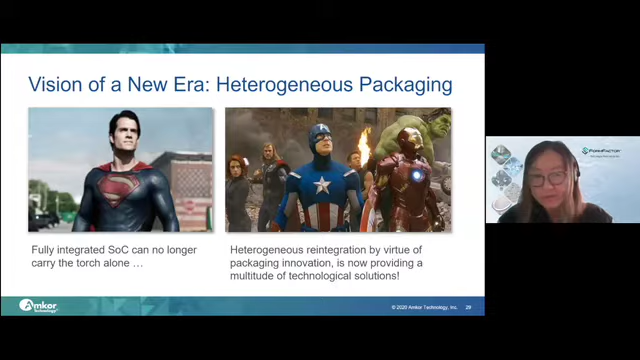 Vision of a New Era: Heterogeneous Packaging
FORMFACTOR
Fully integrated SoC can no longer
carry the torch alone …
Heterogeneous reintegration by virtue of
packaging innovation, is now providing a
multitude of technological solutions!
Amkor
Technology
© 2020 Amkor Technology, Inc.